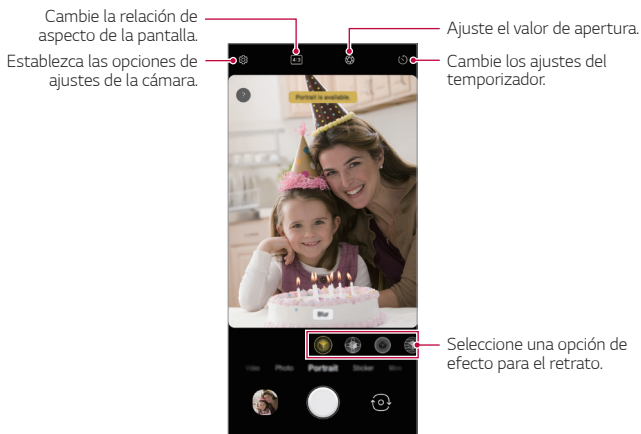 Cambie la relación de
aspecto de la pantalla.
Establezca las opciones de
ajustes de la cámara.
Ajuste el valor de apertura.
Cambie los ajustes del
temporizador.
4:3
Portrait is available.
Blur
Seleccione una opción de
efecto para el retrato.
Video Photo Portrait Sticker More